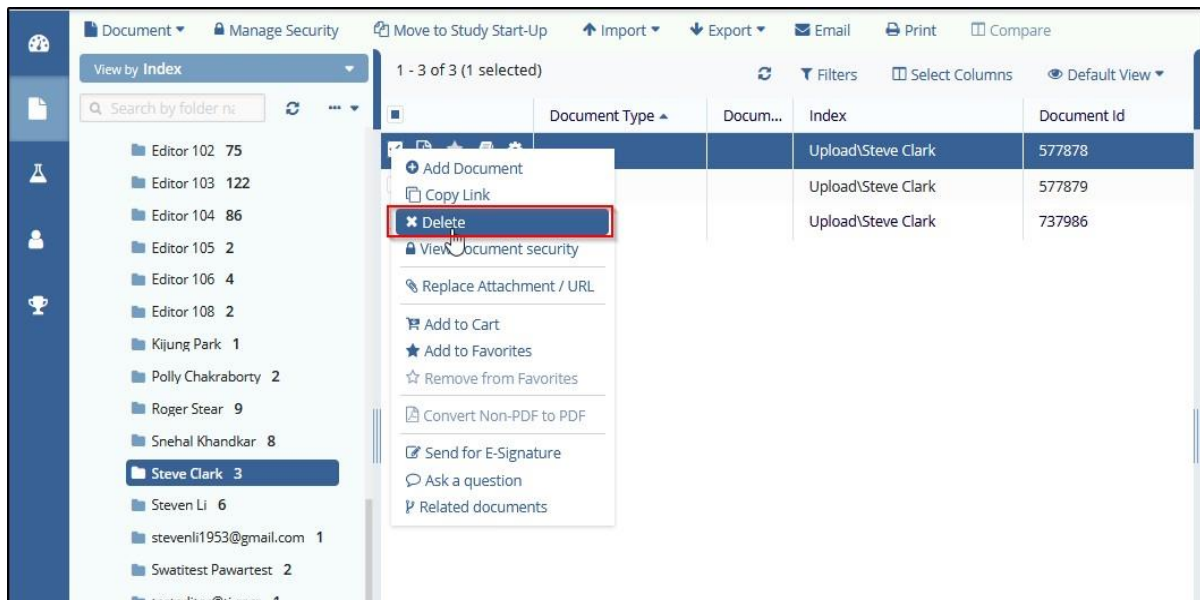 Document Manage Security Move to Study Start-Up Import Export Email Print Compare
View by Index
1 - 3 of 3 (1 selected) Filters Select Columns Default View
Search by folder na
Document Type Docum... Index Document Id
Editor 102 75
Editor 103 122
Editor 104 86
Editor 105 2
Editor 106 4
Editor 108 2
Kijung Park 1
Polly Chakraborty 2
Roger Stear 9
Snehal Khandkar 8
Steve Clark 3
Steven Li 6
stevenli1953@gmail.com 1
Swatitest Pawartest 2
Upload\Steve Clark 577878
Upload\Steve Clark 577879
Upload\Steve Clark 737986
Add Document
Copy Link
Delete
View Document security
Replace Attachment / URL
Add to Cart
Add to Favorites
Remove from Favorites
Convert Non-PDF to PDF
Send for E-Signature
Ask a question
Related documents